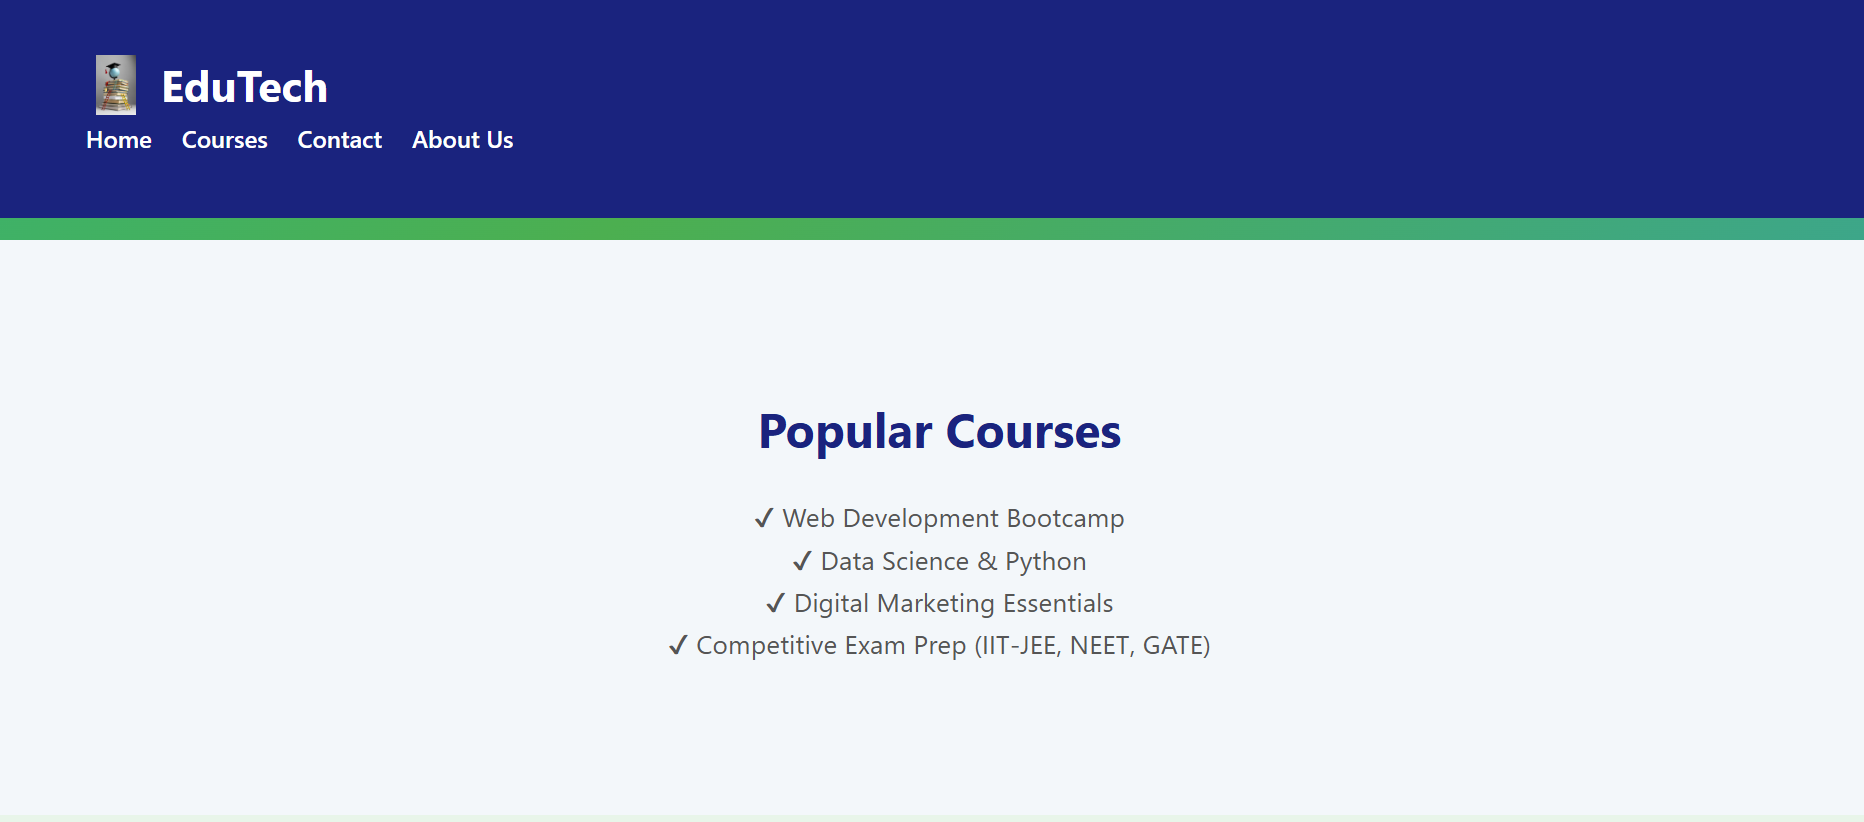 EduTech
Home Courses Contact About Us
Popular Courses
✓ Web Development Bootcamp
✓ Data Science & Python
✓ Digital Marketing Essentials
✓ Competitive Exam Prep (IIT-JEE, NEET, GATE)